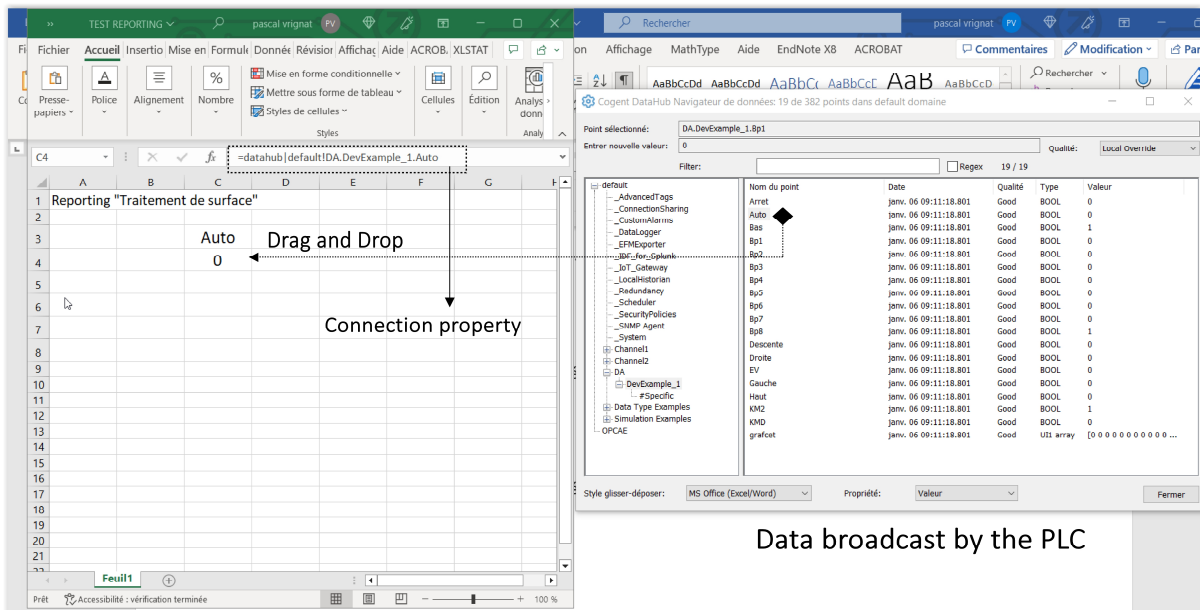 TEST REPORTING
pascal vrignat PV
Fichier Accueil Insertio Mise en Formule Donnée Révisior Affichag Aide ACROB. XLSTAT
Presse-papiers
Police
Alignement
Nombre
Mise en forme conditionnelle
Mettre sous forme de tableau
Styles de cellules
Styles
Cellules
Édition
Analys
donn
Analy
C4
fx =datahub|default!DA.DevExample_1.Auto
A B C D E F G
1 Reporting "Traitement de surface"
2
3 Auto
4 0
5
6
7
8
9
10
11
12
13
14
15
16
17
18
19
20
21
22
Drag and Drop
Connection property
Feuil1
Prêt Accessibilité : vérification terminée 100 %
Rechercher
pascal vrignat PV
on Affichage MathType Aide EndNote X8 ACROBAT Commentaires Modification Par
AaBbCcDd AaBbCcDd AaBbCc AaBbCcE AaB AaBbCcD
Rechercher
Cogent DataHub Navigateur de données: 19 de 382 points dans default domaine
Point sélectionné: DA.DevExample_1.Bp1
Entrer nouvelle valeur: 0 Qualité: Local Override
Filter: Regex 19 / 19
default
_AdvancedTags
_ConnectionSharing
_CustomAlarms
_DataLogger
_EFMExporter
_IDF_for_Splunk
_IoT_Gateway
_LocalHistorian
_Redundancy
_Scheduler
_SecurityPolicies
_SNMP Agent
_System
Channel1
Channel2
DA
DevExample_1
#Specific
Data Type Examples
Simulation Examples
OPCAE
Nom du point Date Qualité Type Valeur
Arret janv. 06 09:11:18.801 Good BOOL 0
Auto janv. 06 09:11:18.801 Good BOOL 0
Bas janv. 06 09:11:18.801 Good BOOL 1
Bp1 janv. 06 09:11:18.801 Good BOOL 0
Bp2 janv. 06 09:11:18.801 Good BOOL 0
Bp3 janv. 06 09:11:18.801 Good BOOL 0
Bp4 janv. 06 09:11:18.801 Good BOOL 0
Bp5 janv. 06 09:11:18.801 Good BOOL 0
Bp6 janv. 06 09:11:18.801 Good BOOL 0
Bp7 janv. 06 09:11:18.801 Good BOOL 0
Bp8 janv. 06 09:11:18.801 Good BOOL 1
Descente janv. 06 09:11:18.801 Good BOOL 0
Droite janv. 06 09:11:18.801 Good BOOL 0
EV janv. 06 09:11:18.801 Good BOOL 0
Gauche janv. 06 09:11:18.801 Good BOOL 0
Haut janv. 06 09:11:18.801 Good BOOL 0
KM2 janv. 06 09:11:18.801 Good BOOL 1
KMD janv. 06 09:11:18.801 Good BOOL 0
grafcet janv. 06 09:11:18.801 Good UI1 array [0 0 0 0 0 0 0 0 0 0 0 ...
Style glisser-déposer: MS Office (Excel/Word) Propriété: Valeur Fermer
Data broadcast by the PLC